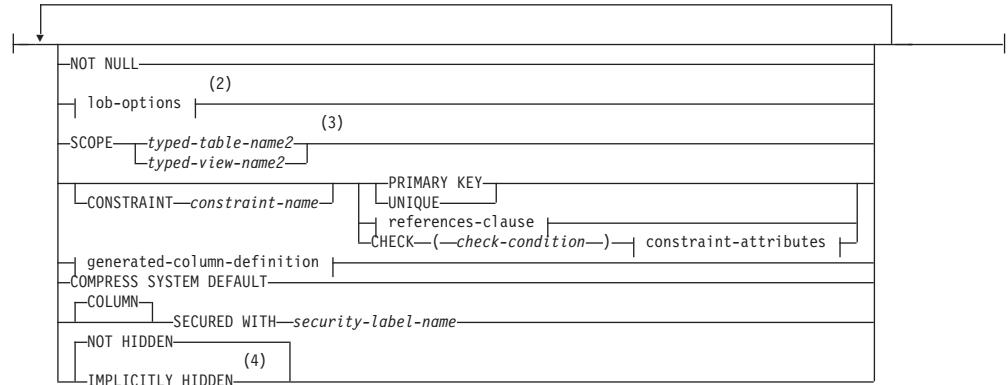 NOT NULL
(2)
lob-options
(3)
SCOPE typed-table-name2
typed-view-name2
PRIMARY KEY
CONSTRAINT constraint-name UNIQUE
references-clause
CHECK ( check-condition ) constraint-attributes
generated-column-definition
COMPRESS SYSTEM DEFAULT
COLUMN
SECURED WITH security-label-name
NOT HIDDEN
(4)
IMPLICITLY HIDDEN